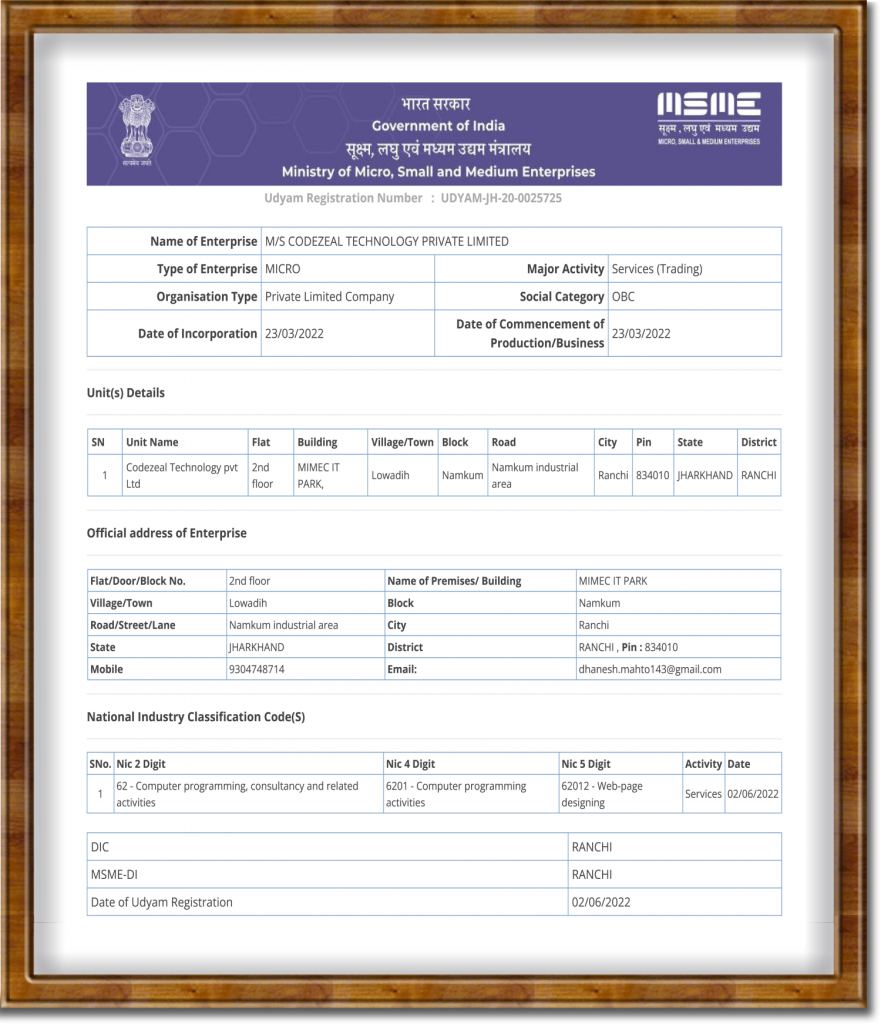 भारत सरकार
Government of India
सूक्ष्म, लघु एवं मध्यम उद्यम मंत्रालय
Ministry of Micro, Small and Medium Enterprises
सत्यमेव जयते
MSME
सूक्ष्म , लघु एवं मध्यम उद्यम
MICRO, SMALL & MEDIUM ENTERPRISES
Udyam Registration Number : UDYAM-JH-20-0025725
Name of Enterprise M/S CODEZEAL TECHNOLOGY PRIVATE LIMITED
Type of Enterprise MICRO Major Activity Services (Trading)
Organisation Type Private Limited Company Social Category OBC
Date of Incorporation 23/03/2022 Date of Commencement of
Production/Business 23/03/2022
Unit(s) Details
SN Unit Name Flat Building Village/Town Block Road City Pin State District
1 Codezeal Technology pvt 2nd MIMEC IT Lowadih Namkum Namkum industrial Ranchi 834010 JHARKHAND RANCHI
Ltd floor PARK, area
Official address of Enterprise
Flat/Door/Block No. 2nd floor Name of Premises/ Building MIMEC IT PARK
Village/Town Lowadih Block Namkum
Road/Street/Lane Namkum industrial area City Ranchi
State JHARKHAND District RANCHI , Pin : 834010
Mobile 9304748714 Email: dhanesh.mahto143@gmail.com
National Industry Classification Code(S)
SNo. Nic 2 Digit Nic 4 Digit Nic 5 Digit Activity Date
1 62 - Computer programming, consultancy and related 6201 - Computer programming 62012 - Web-page Services 02/06/2022
activities activities designing
DIC RANCHI
MSME-DI RANCHI
Date of Udyam Registration 02/06/2022